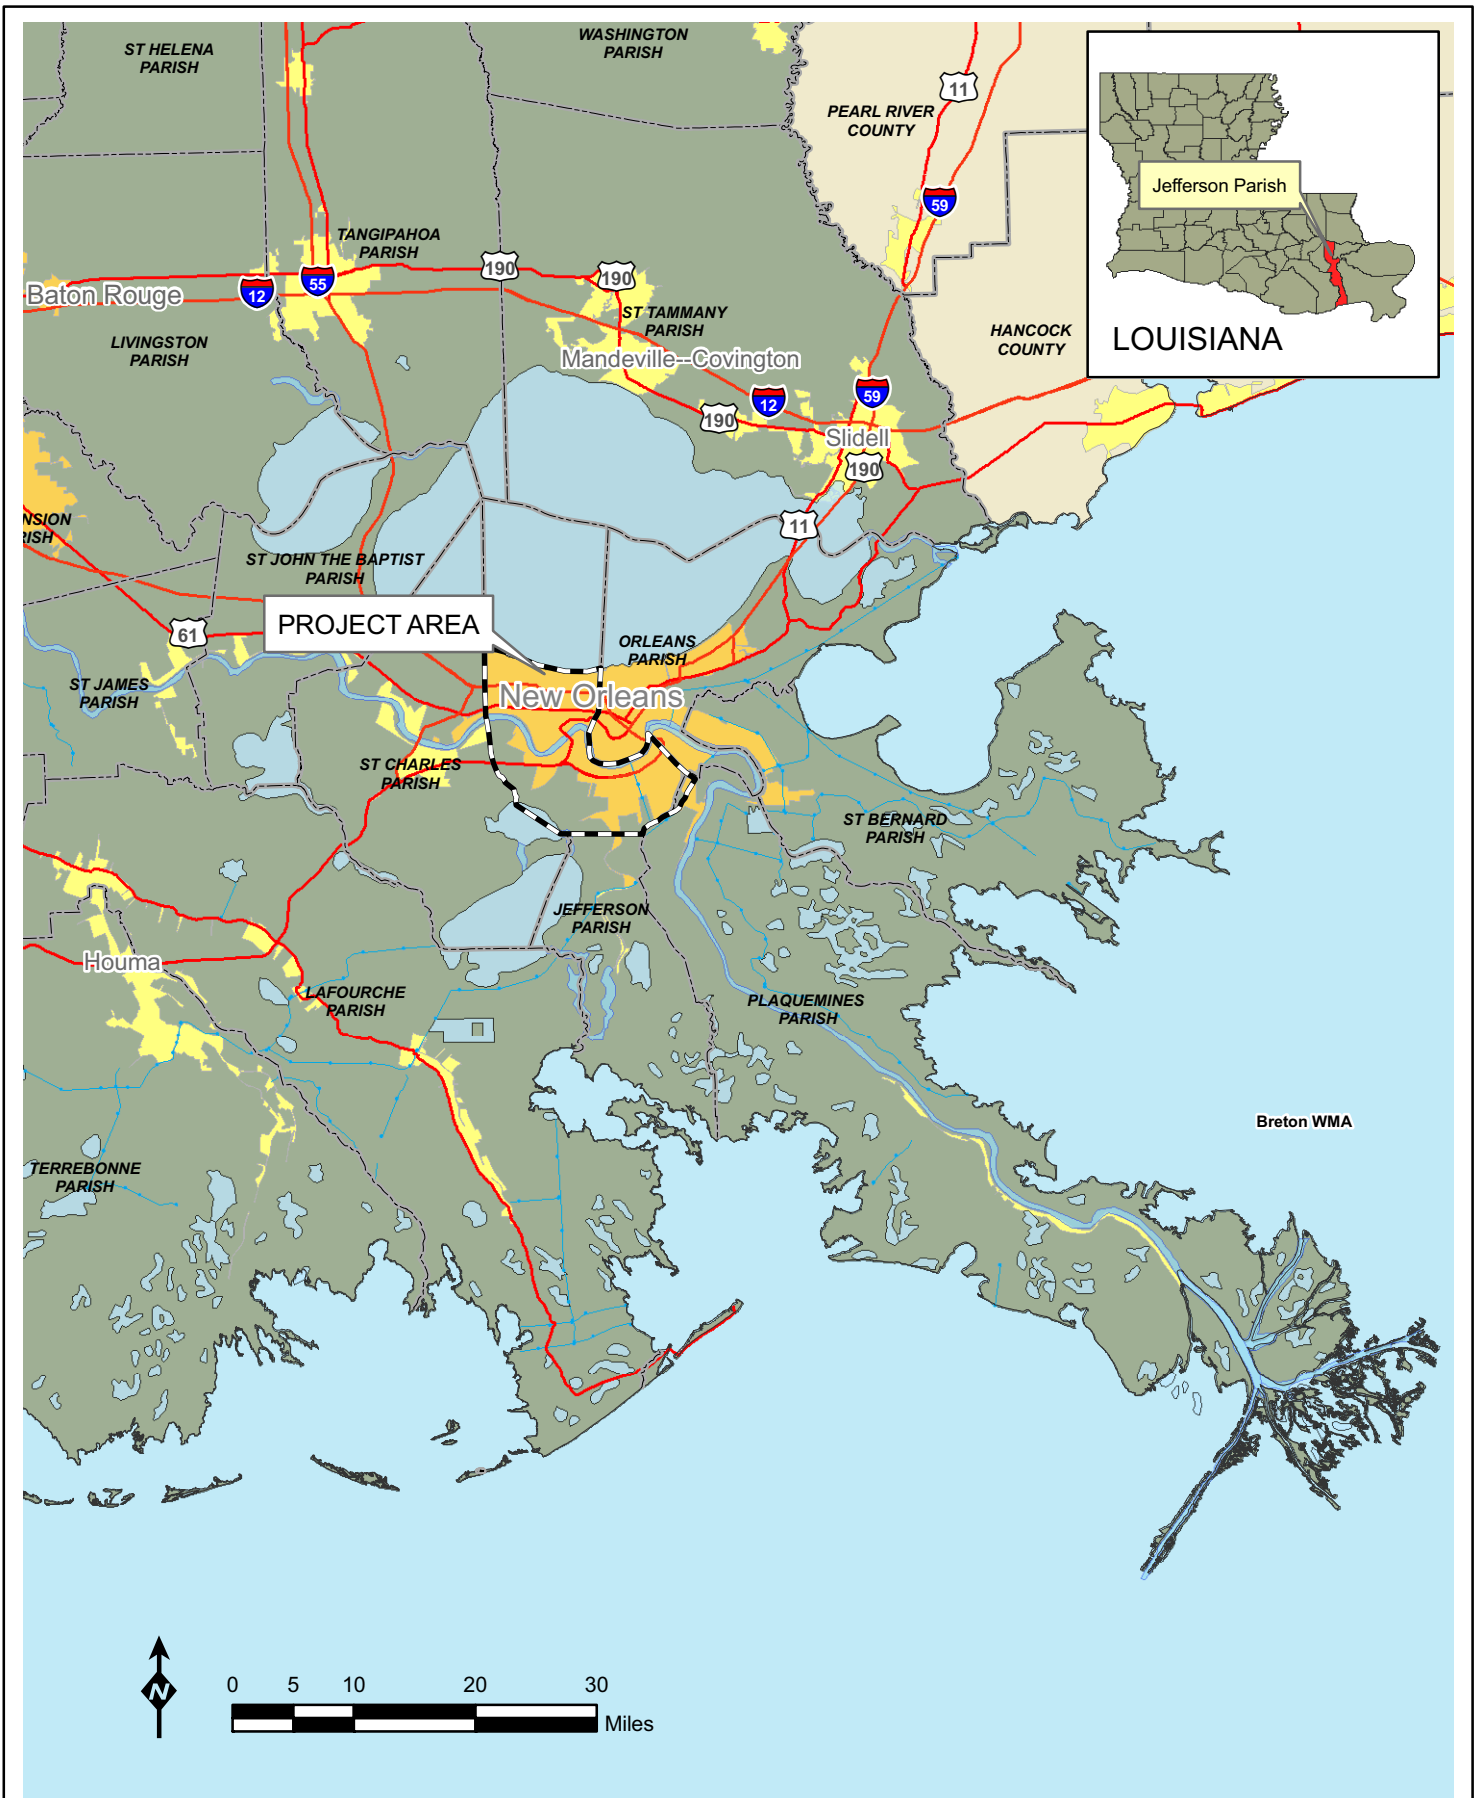 ST HELENA
PARISH
WASHINGTON
PARISH
11
PEARL RIVER
COUNTY
Jefferson Parish
LOUISIANA
59
TANGIPAHOA
PARISH
190
190
55
12
Baton Rouge
ST TAMMANY
PARISH
LIVINGSTON
PARISH
HANCOCK
COUNTY
Mandeville--Covington
59
12
190
Slidell
190
NSION
RISH
11
ST JOHN THE BAPTIST
PARISH
PROJECT AREA
61
ORLEANS
PARISH
ST JAMES
PARISH
New Orleans
ST CHARLES
PARISH
ST BERNARD
PARISH
JEFFERSON
PARISH
Houma
LAFOURCHE
PARISH
PLAQUEMINES
PARISH
Breton WMA
TERREBONNE
PARISH
N
0 5 10 20 30
Miles